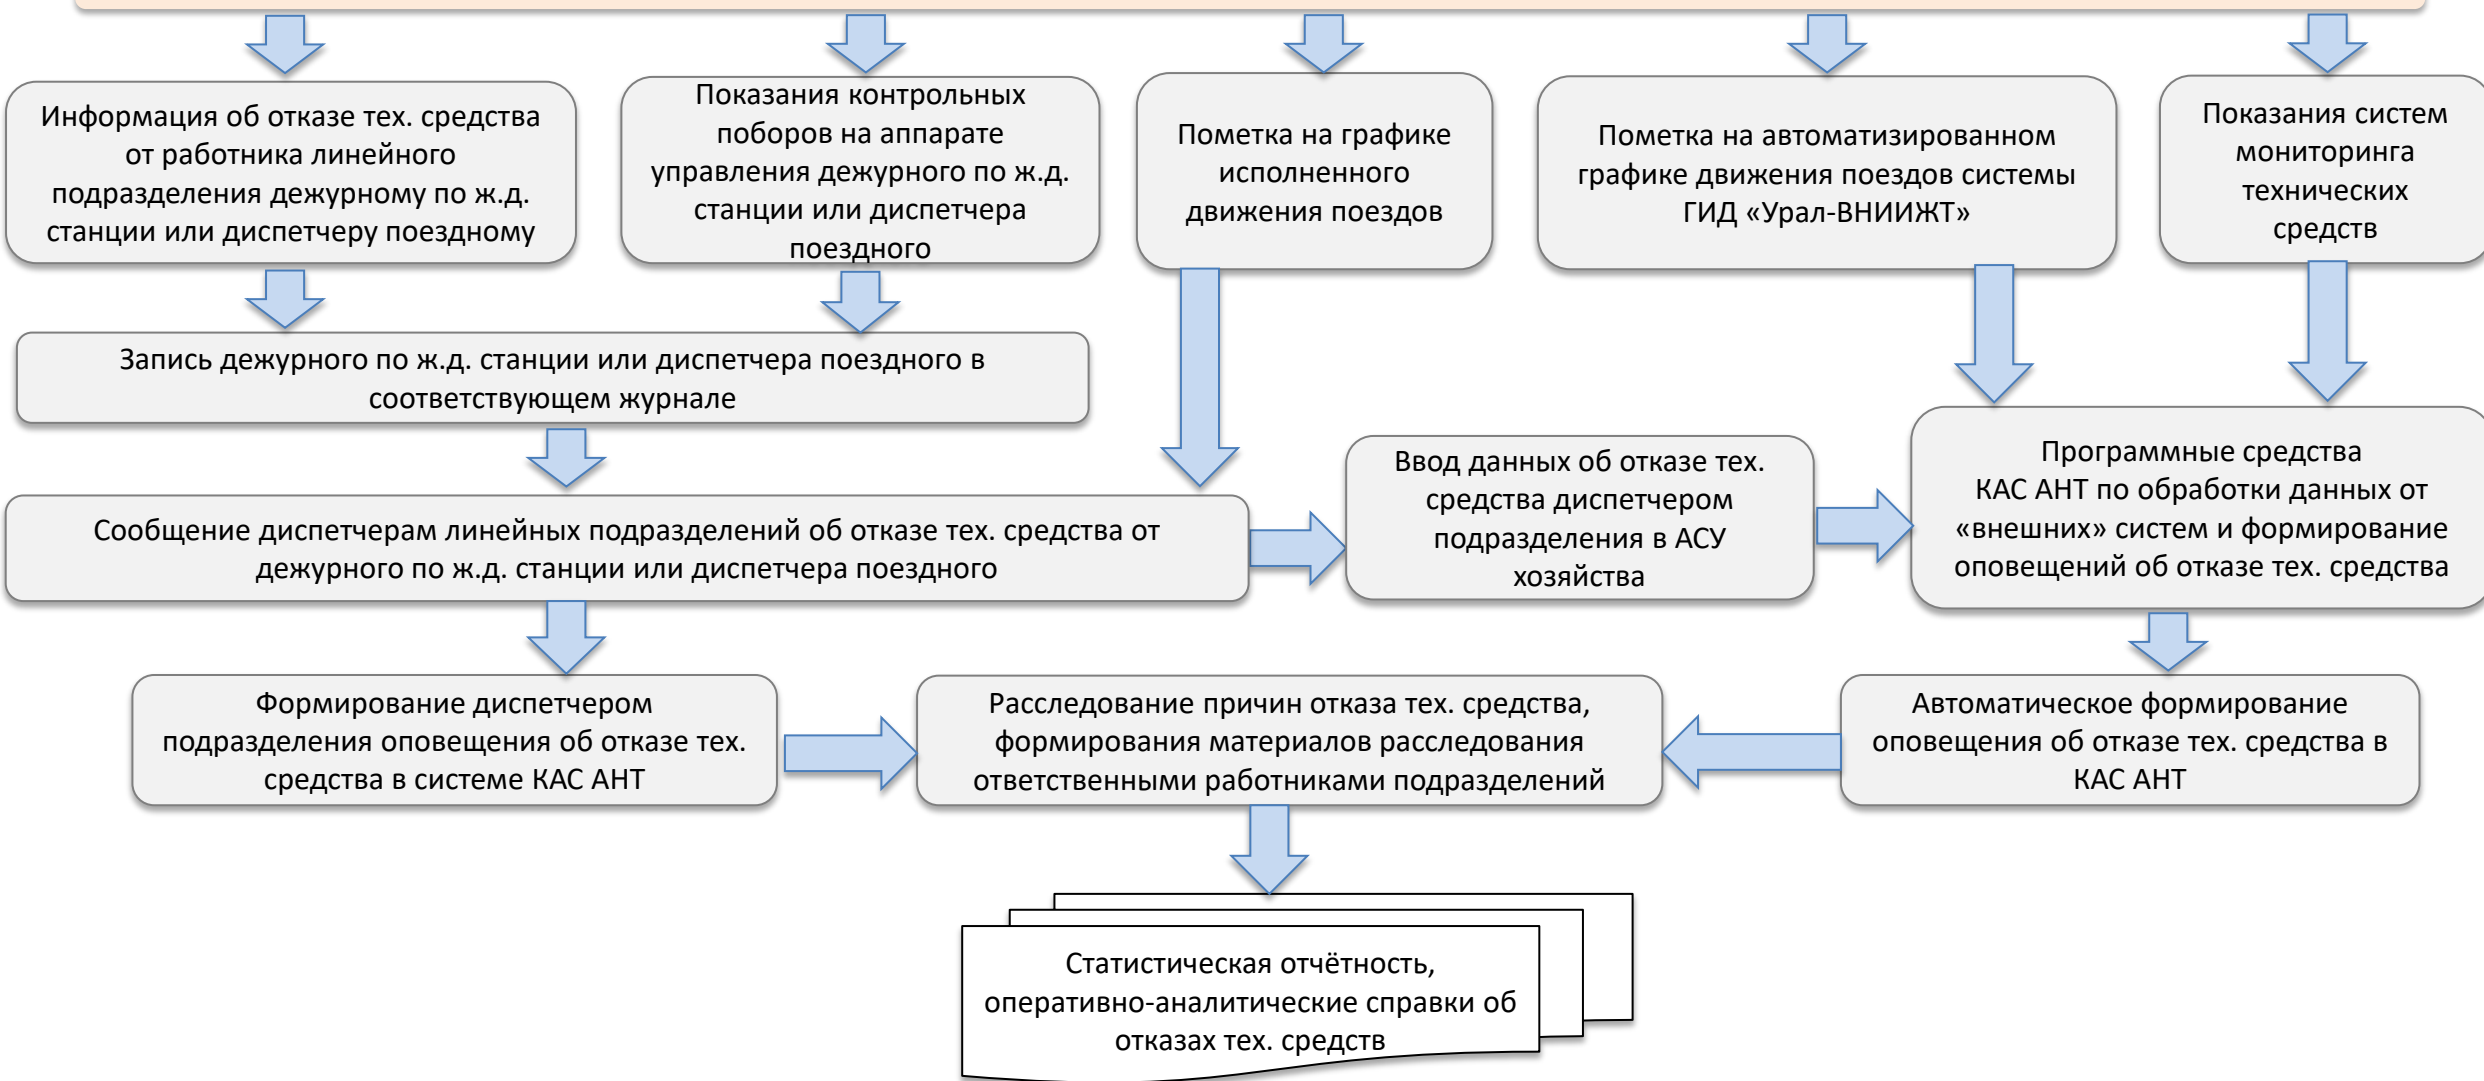 Информация об отказе тех. средства
от работника линейного
подразделения дежурному по ж.д.
станции или диспетчеру поездному
Показания контрольных
поборов на аппарате
управления дежурного по ж.д.
станции или диспетчера
поездного
Пометка на графике
исполненного
движения поездов
Пометка на автоматизированном
графике движения поездов системы
ГИД «Урал-ВНИИЖТ»
Показания систем
мониторинга
технических
средств
Запись дежурного по ж.д. станции или диспетчера поездного в
соответствующем журнале
Сообщение диспетчерам линейных подразделений об отказе тех. средства от
дежурного по ж.д. станции или диспетчера поездного
Ввод данных об отказе тех.
средства диспетчером
подразделения в АСУ
хозяйства
Программные средства
КАС АНТ по обработки данных от
«внешних» систем и формирование
оповещений об отказе тех. средства
Формирование диспетчером
подразделения оповещения об отказе тех.
средства в системе КАС АНТ
Расследование причин отказа тех. средства,
формирования материалов расследования
ответственными работниками подразделений
Автоматическое формирование
оповещения об отказе тех. средства в
КАС АНТ
Статистическая отчётность,
оперативно-аналитические справки об
отказах тех. средств